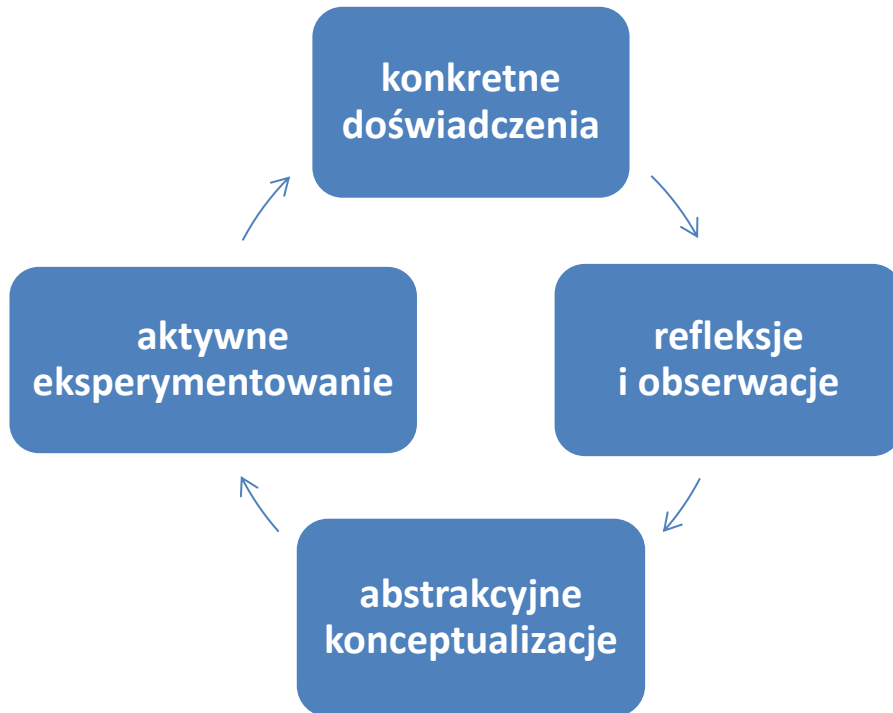 konkretne
doświadczenia
refleksje
i obserwacje
abstrakcyjne
konceptualizacje
aktywne
eksperymentowanie